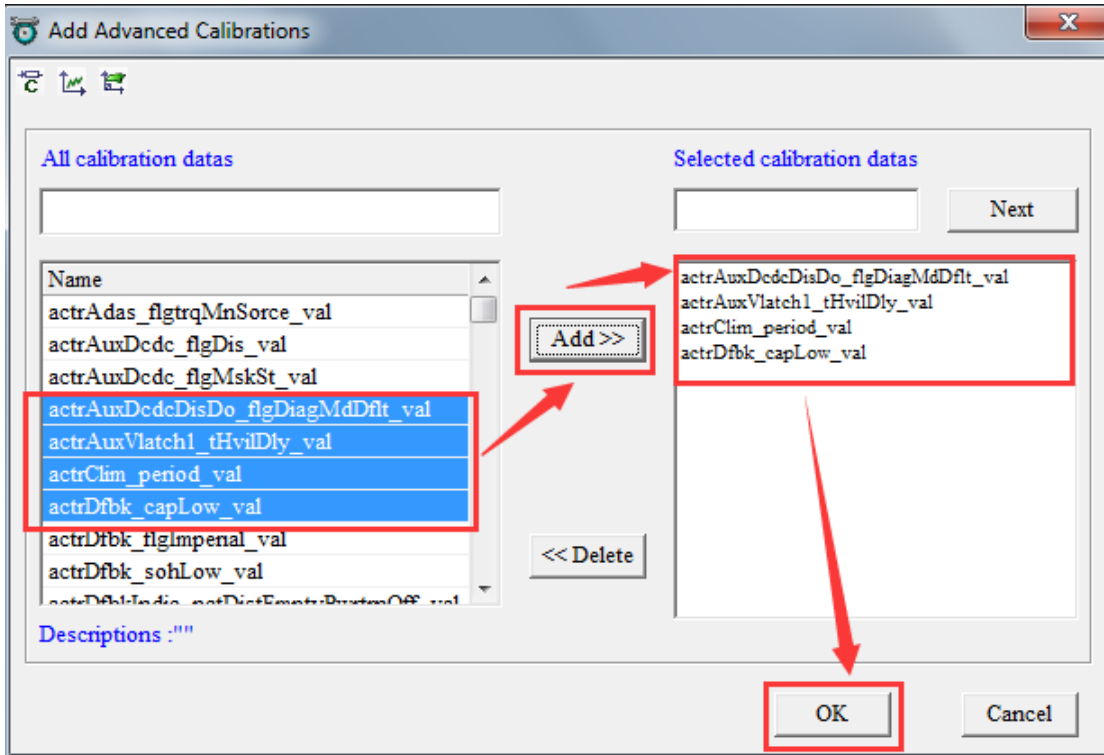 Add Advanced Calibrations
All calibration datas
Selected calibration datas
Next
Name
actrAdas_flgtrqMnSorce_val
actrAuxDcdc_flgDis_val
actrAuxDcdc_flgMskSt_val
actrAuxDcdcDisDo_flgDiagMdDflt_val
actrAuxVlatch1_tHvilDly_val
actrClim_period_val
actrDfbk_capLow_val
actrDfbk_flgImpenal_val
actrDfbk_sohLow_val
Add >>
<< Delete
actrAuxDcdcDisDo_flgDiagMdDflt_val
actrAuxVlatch1_tHvilDly_val
actrClim_period_val
actrDfbk_capLow_val
Descriptions :""
OK
Cancel